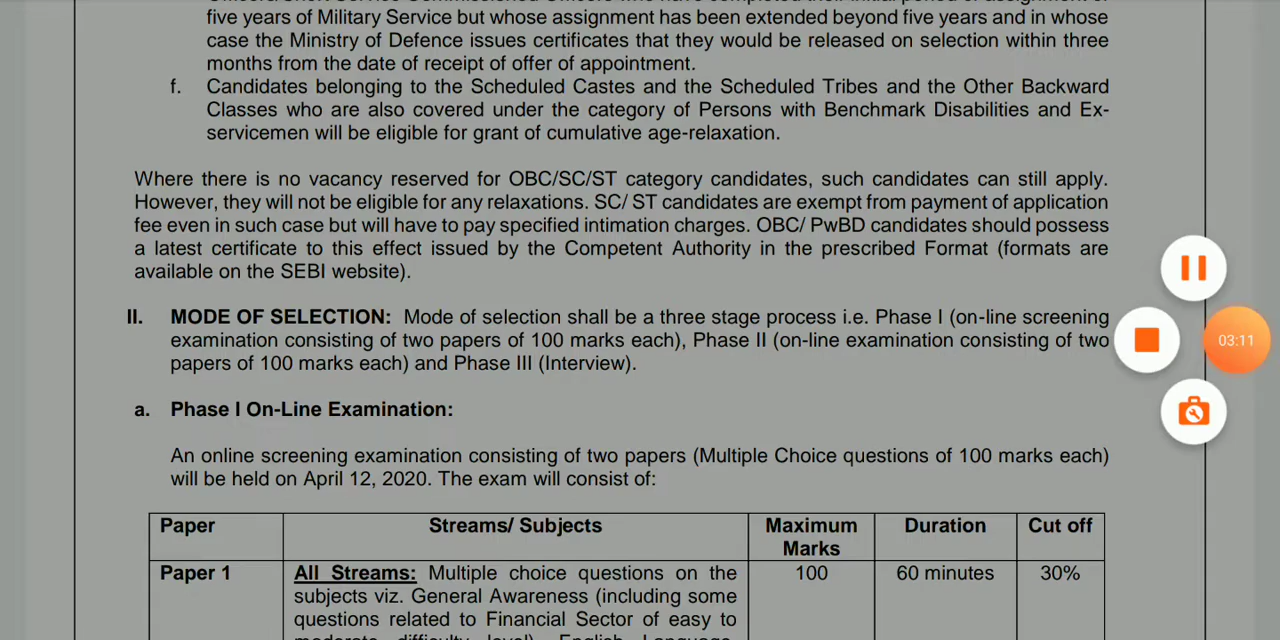 five years of Military Service but whose assignment has been extended beyond five years and in whose
case the Ministry of Defence issues certificates that they would be released on selection within three
months from the date of receipt of offer of appointment.
f. Candidates belonging to the Scheduled Castes and the Scheduled Tribes and the Other Backward
Classes who are also covered under the category of Persons with Benchmark Disabilities and Ex-
servicemen will be eligible for grant of cumulative age-relaxation.
Where there is no vacancy reserved for OBC/SC/ST category candidates, such candidates can still apply.
However, they will not be eligible for any relaxations. SC/ ST candidates are exempt from payment of application
fee even in such case but will have to pay specified intimation charges. OBC/ PwBD candidates should possess
a latest certificate to this effect issued by the Competent Authority in the prescribed Format (formats are
available on the SEBI website).
II. MODE OF SELECTION: Mode of selection shall be a three stage process i.e. Phase I (on-line screening
examination consisting of two papers of 100 marks each), Phase II (on-line examination consisting of two
papers of 100 marks each) and Phase III (Interview).
03:11
a. Phase I On-Line Examination:
An online screening examination consisting of two papers (Multiple Choice questions of 100 marks each)
will be held on April 12, 2020. The exam will consist of:
Paper Streams/ Subjects Maximum Duration Cut off
Marks
Paper 1 All Streams: Multiple choice questions on the 100 60 minutes 30%
subjects viz. General Awareness (including some
questions related to Financial Sector of easy to